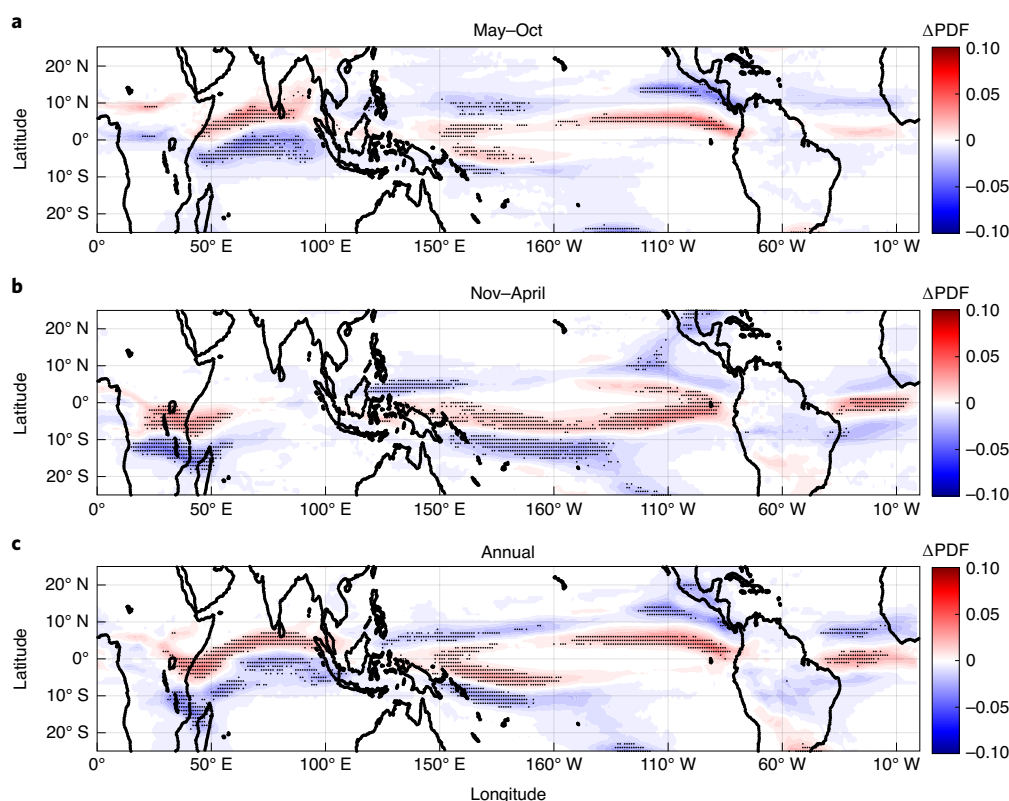 a
May–Oct
ΔPDF
20° N
10° N
0°
10° S
20° S
Latitude
0°
50° E
100° E
150° E
160° W
110° W
60° W
10° W
0.10
0.05
0
–0.05
–0.10
b
Nov–April
ΔPDF
20° N
10° N
0°
10° S
20° S
Latitude
0°
50° E
100° E
150° E
160° W
110° W
60° W
10° W
0.10
0.05
0
–0.05
–0.10
c
Annual
ΔPDF
20° N
10° N
0°
10° S
20° S
Latitude
0°
50° E
100° E
150° E
160° W
110° W
60° W
10° W
0.10
0.05
0
–0.05
–0.10
Longitude